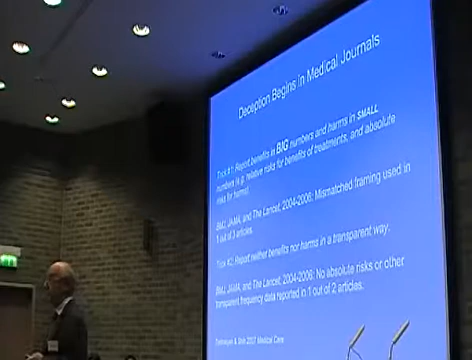 Deception Begins in Medical Journals
Trick #1: Report benefits in BIG numbers and harms in SMALL
numbers (e.g. relative risks for benefits of treatments, and absolute
risks for harms).
BMJ, JAMA, and The Lancet, 2004-2006: Mismatched framing used in
1 out of 3 articles.
Trick #2: Report neither benefits nor harms in a transparent way.
BMJ, JAMA, and The Lancet, 2004-2006: No absolute risks or other
transparent frequency data reported in 1 out of 2 articles.
2007 Medical Care